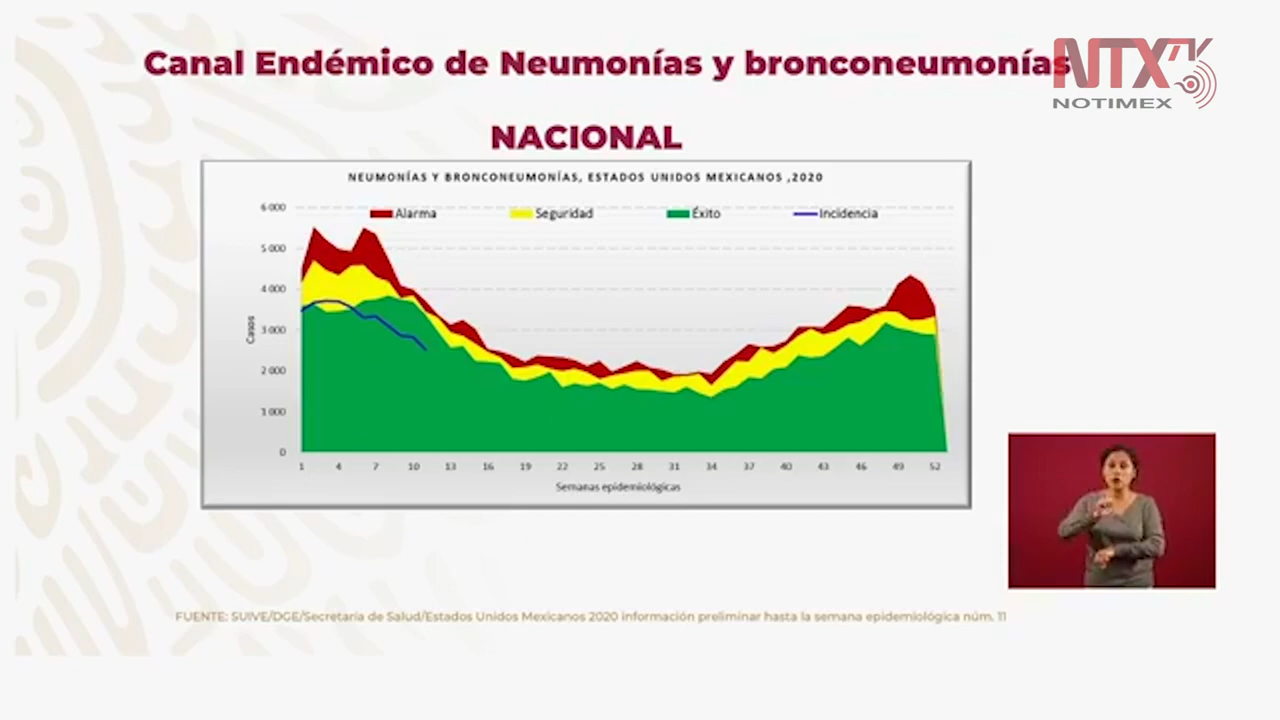 Canal Endémico de Neumonías y bronconeumonías
NTX TV
NOTIMEX
NACIONAL
NEUMONÍAS Y BRONCONEUMONÍAS, ESTADOS UNIDOS MEXICANOS ,2020
Alarma Seguridad Éxito Incidencia
6 000
5 000
4 000
3 000
2 000
1 000
0
Casos
1 4 7 10 13 16 19 22 25 28 31 34 37 40 43 46 49 52
Semanas epidemiológicas
FUENTE: SUIVE/DGE/Secretaria de Salud/Estados Unidos Mexicanos 2020 información preliminar hasta la semana epidemiológica núm. 11